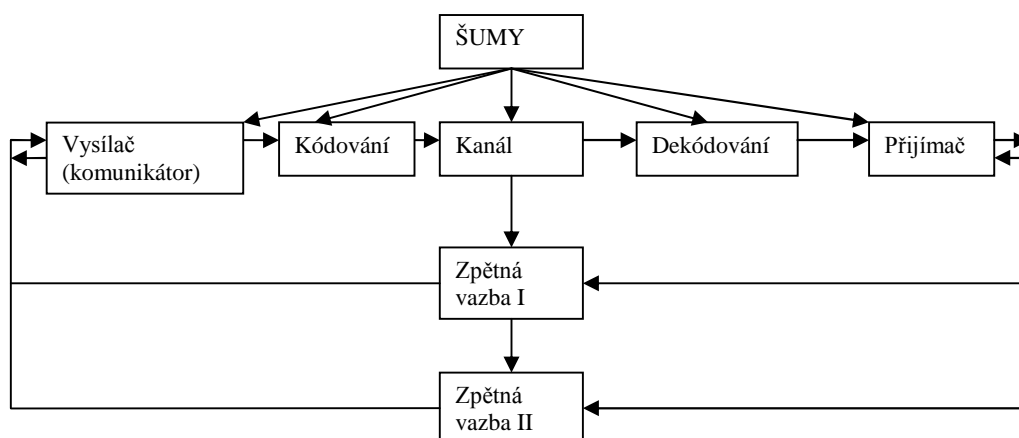 ŠUMY
Vysílač
(komunikátor)
Kódování
Kanál
Dekódování
Přijímač
Zpětná
vazba I
Zpětná
vazba II